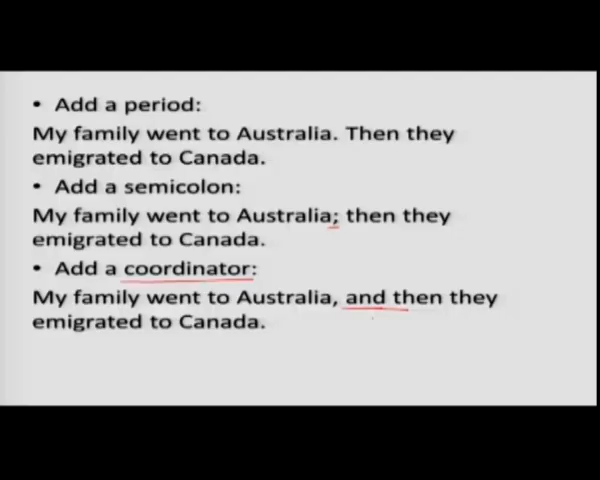 • Add a period:
My family went to Australia. Then they
emigrated to Canada.
• Add a semicolon:
My family went to Australia; then they
emigrated to Canada.
• Add a coordinator:
My family went to Australia, and then they
emigrated to Canada.